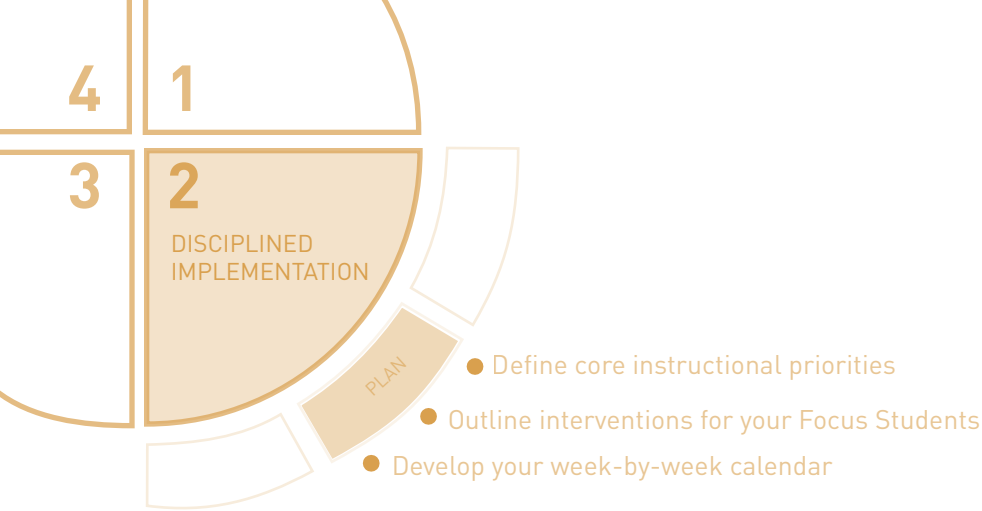 4
1
3
2
DISCIPLINED
IMPLEMENTATION
PLAN
Define core instructional priorities
Outline interventions for your Focus Students
Develop your week-by-week calendar